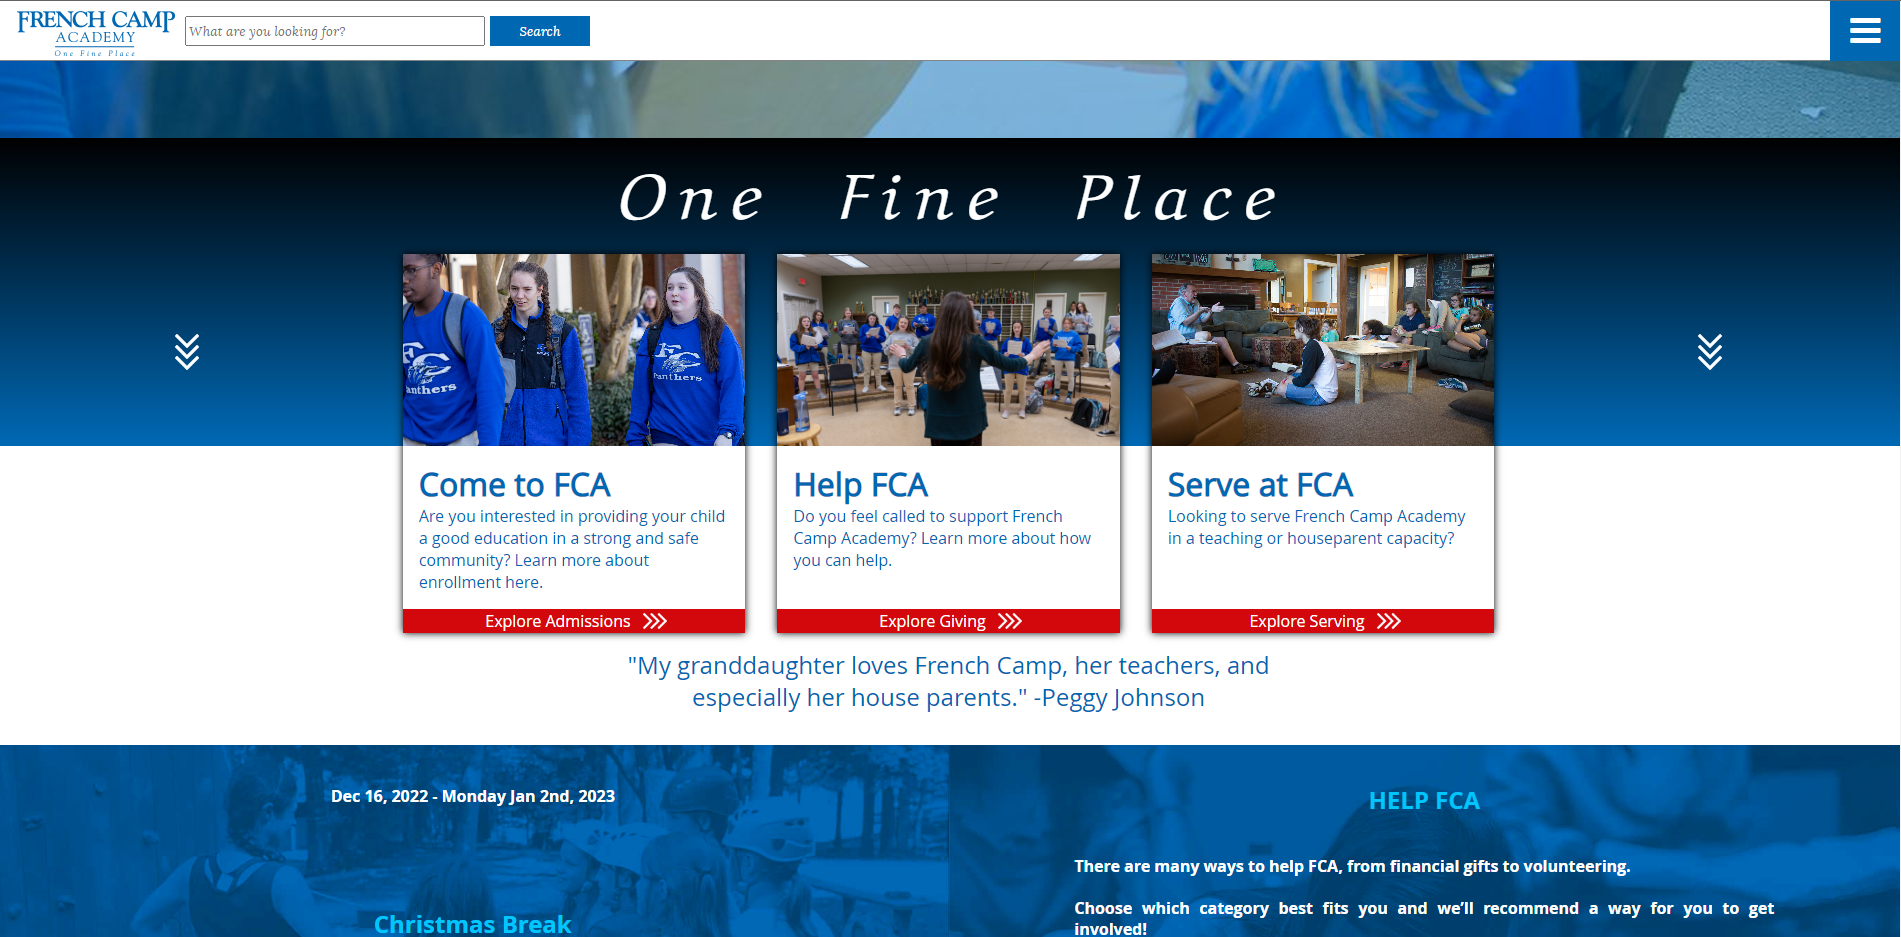 FRENCH CAMP
ACADEMY
One Fine Place
What are you looking for?
Search
One Fine Place
FC
Panthers
FC
Panthers
Come to FCA
Are you interested in providing your child
a good education in a strong and safe
community? Learn more about
enrollment here.
Explore Admissions
Help FCA
Do you feel called to support French
Camp Academy? Learn more about how
you can help.
Explore Giving
Serve at FCA
Looking to serve French Camp Academy
in a teaching or houseparent capacity?
Explore Serving
"My granddaughter loves French Camp, her teachers, and
especially her house parents." -Peggy Johnson
Dec 16, 2022 - Monday Jan 2nd, 2023
Christmas Break
HELP FCA
There are many ways to help FCA, from financial gifts to volunteering.
Choose which category best fits you and we’ll recommend a way for you to get
involved!